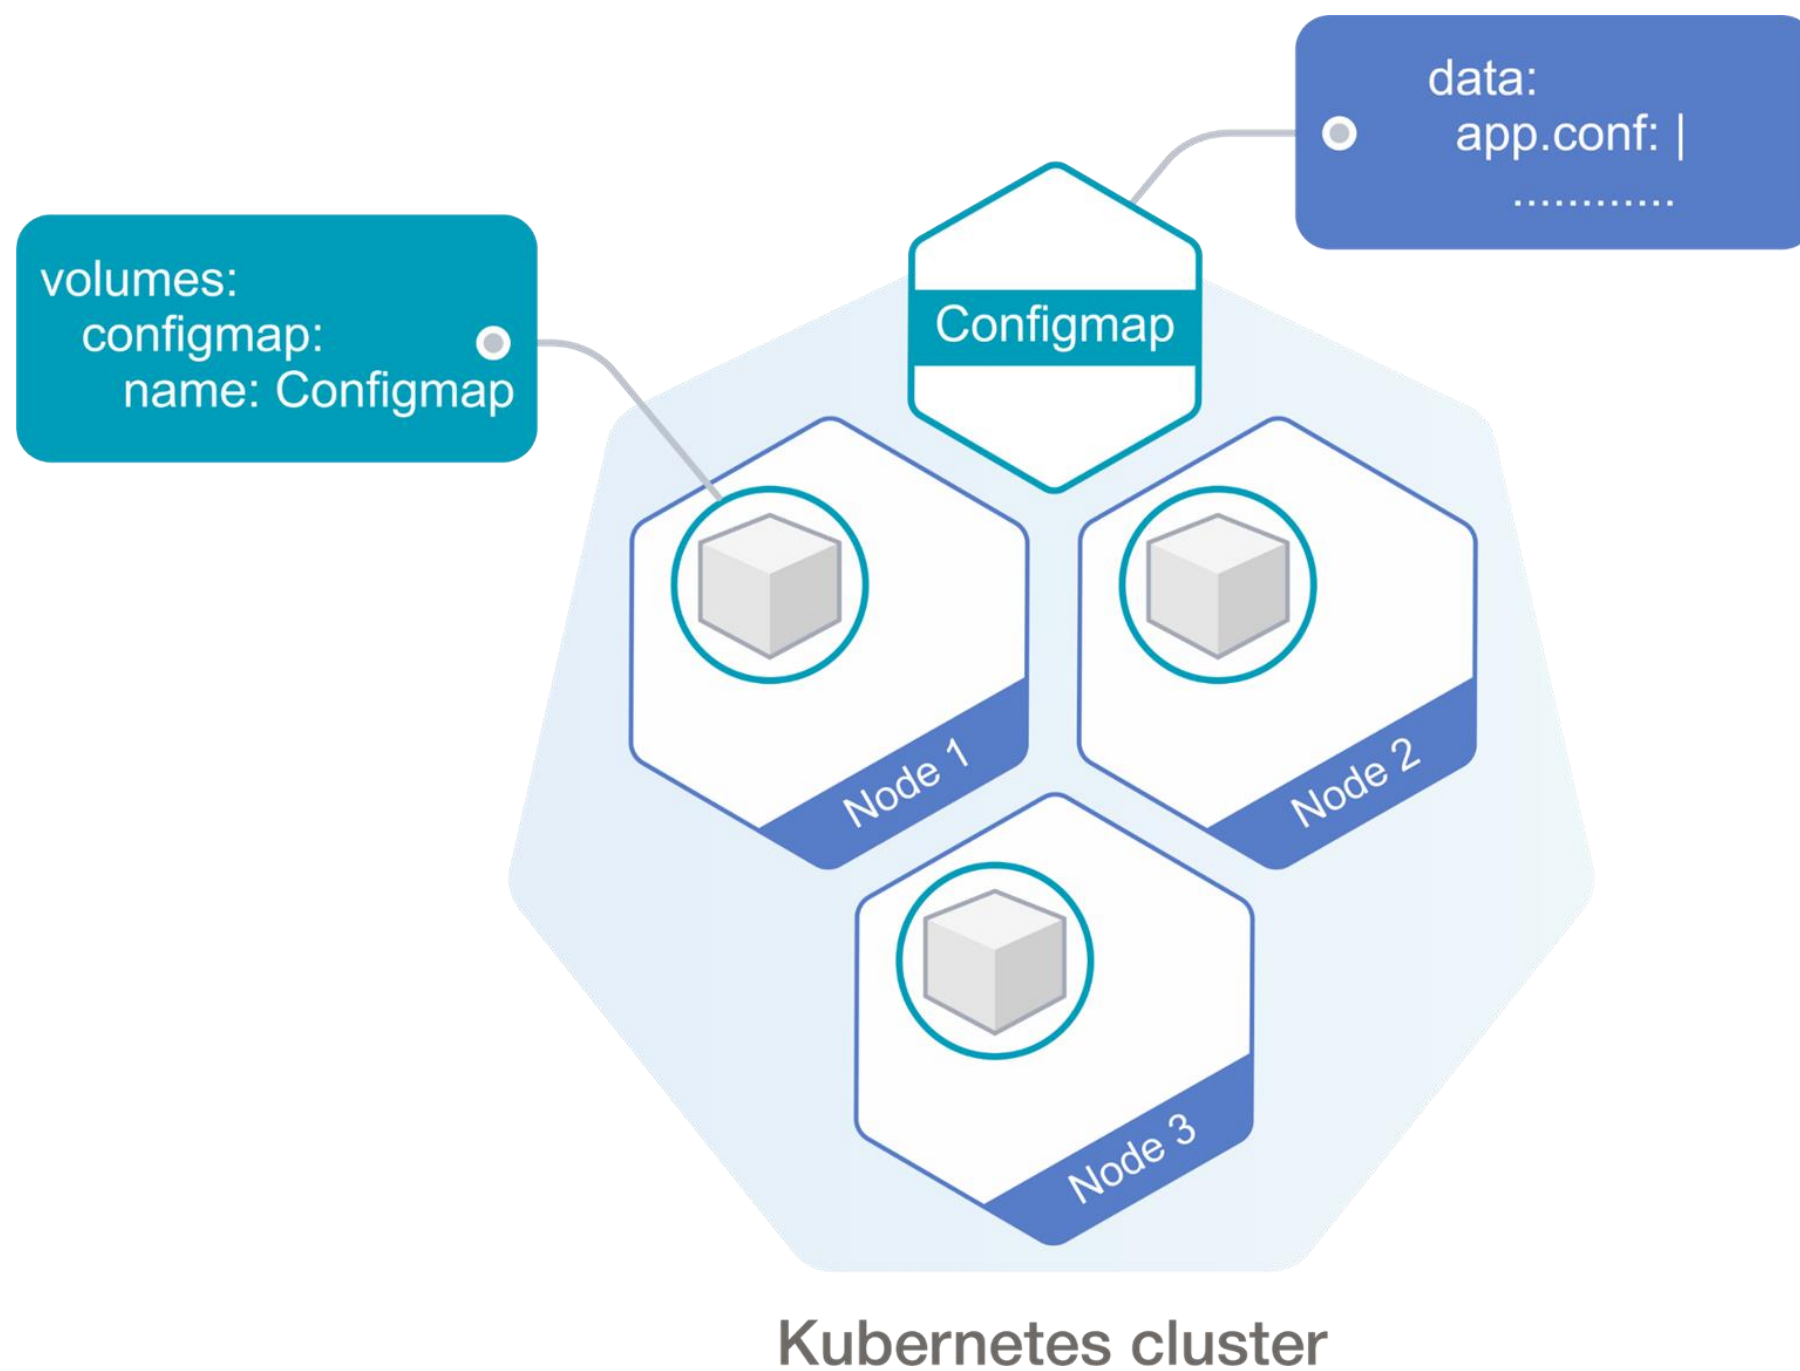 data:
app.conf: |
............
volumes:
configmap:
name: Configmap
Configmap
Node 1
Node 2
Node 3
Kubernetes cluster